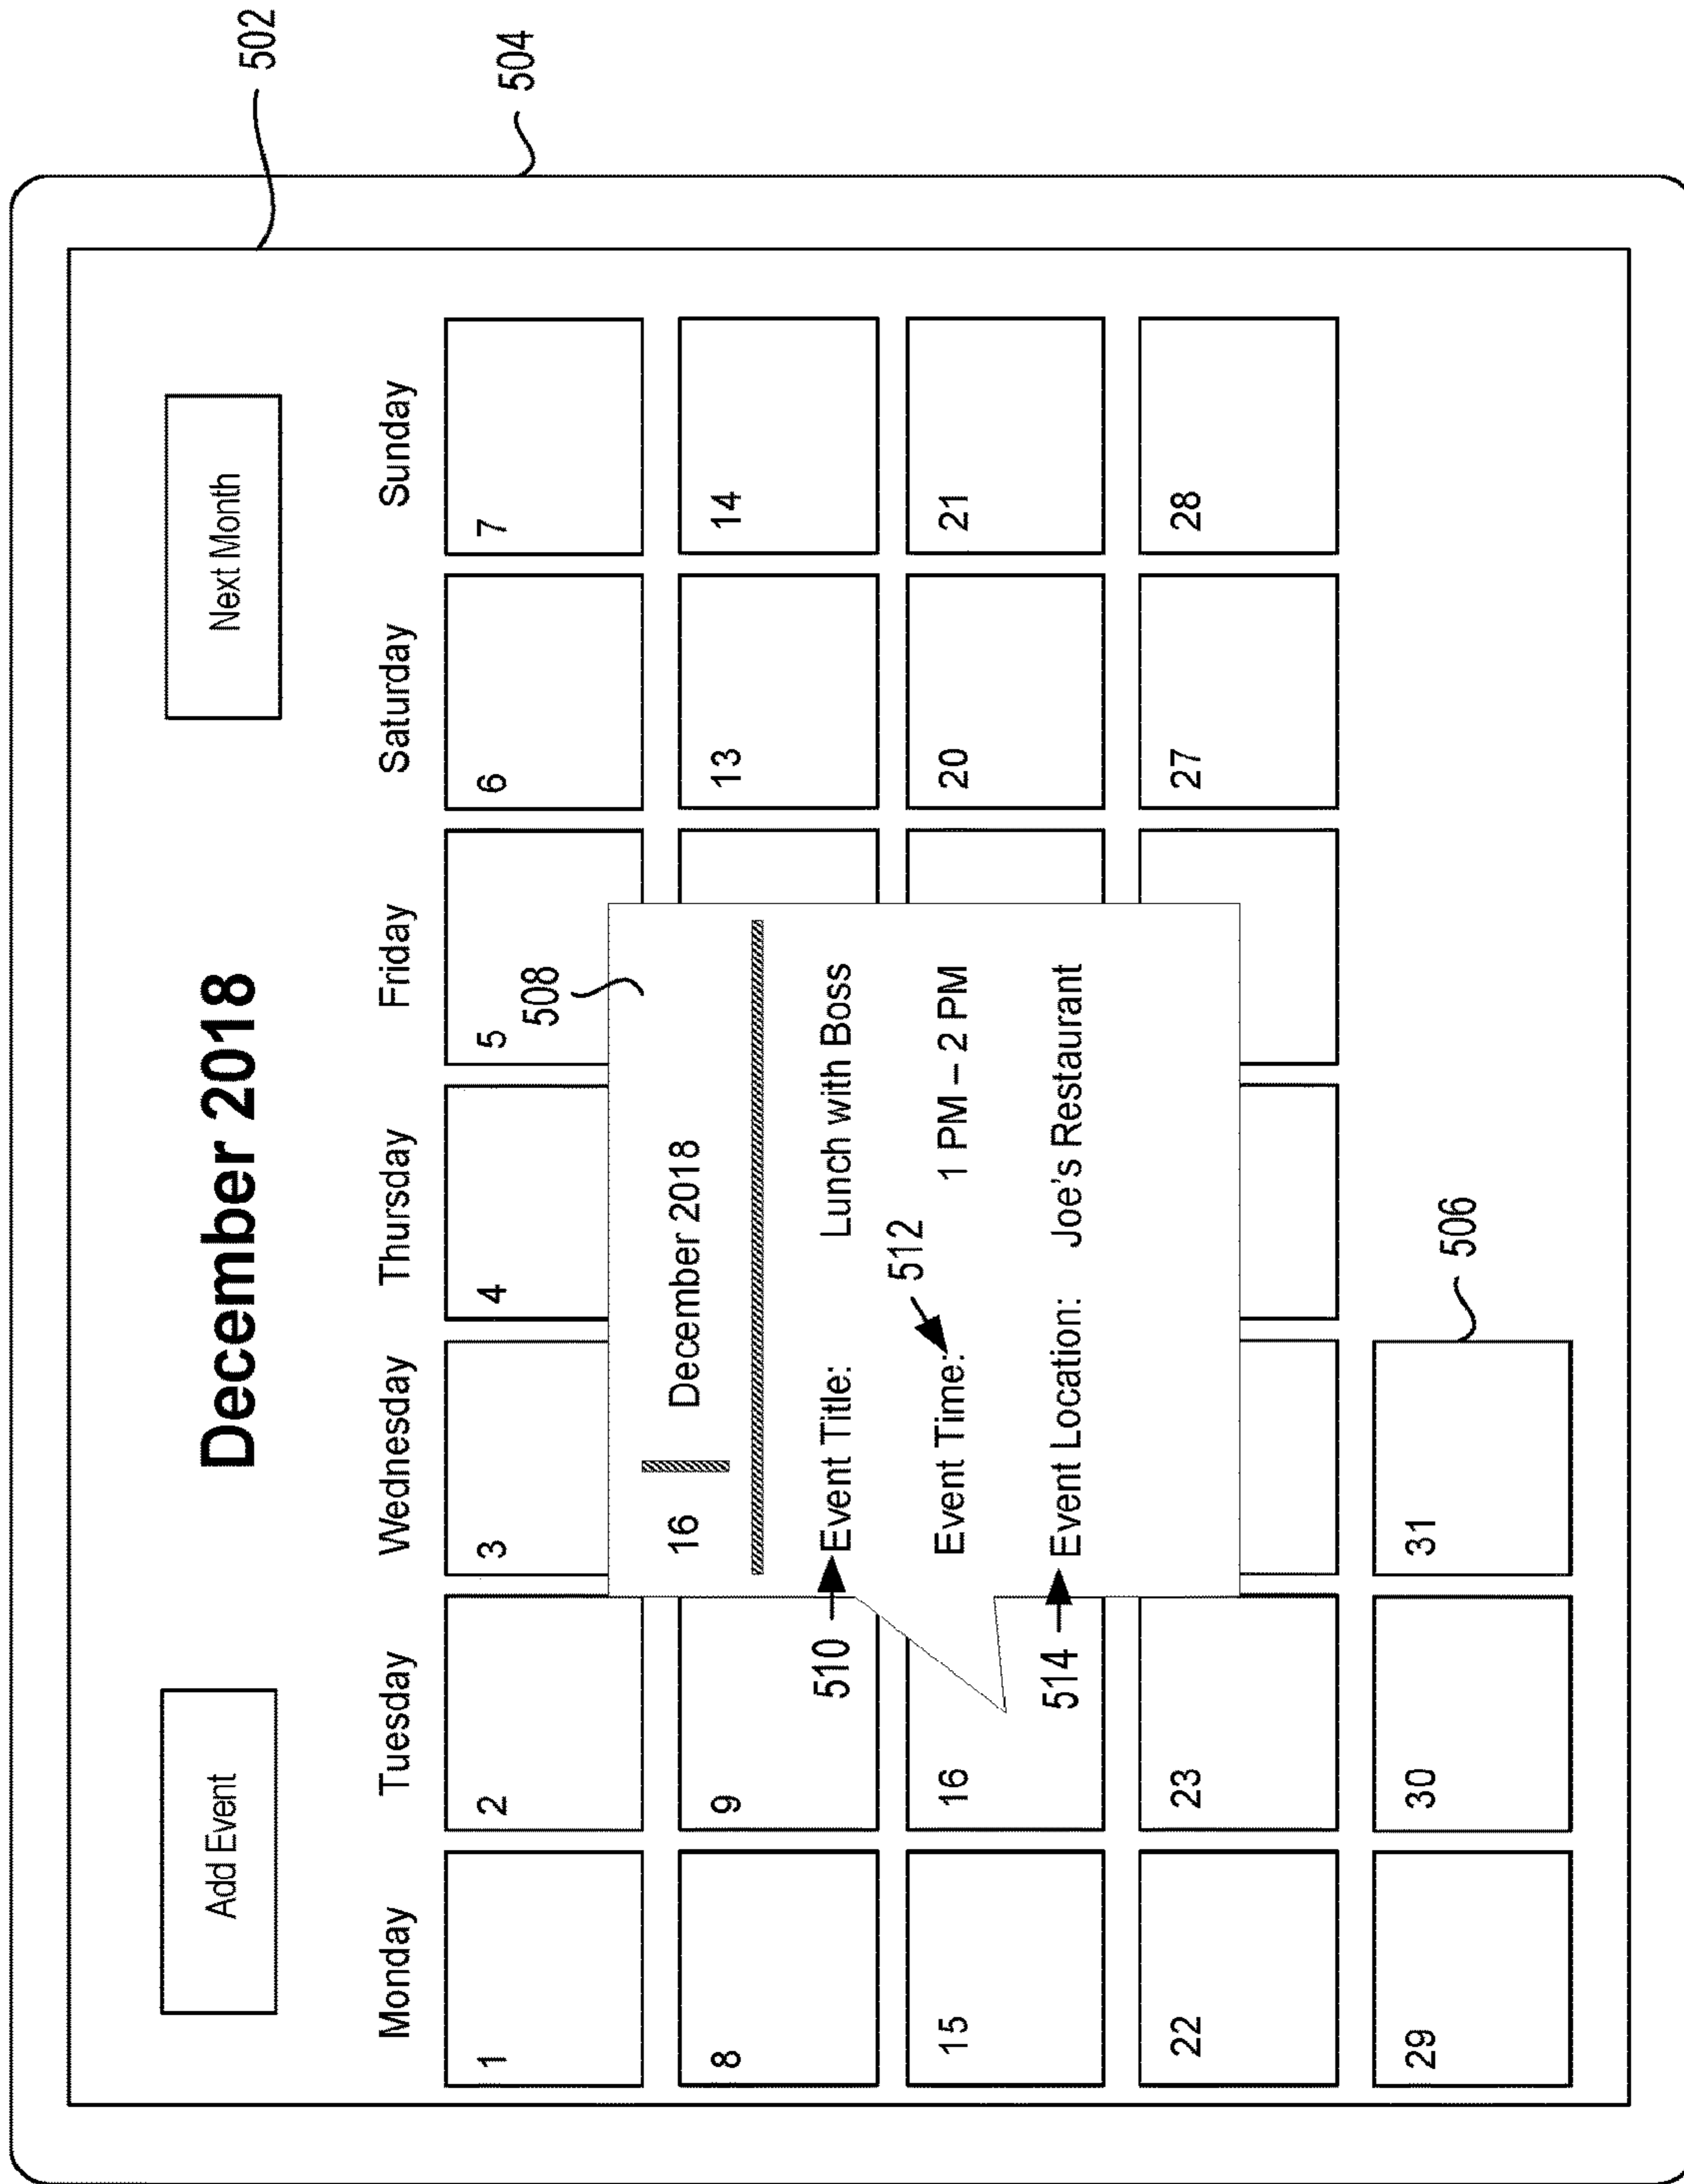 502
504
Add Event
December 2018
Next Month
Monday Tuesday Wednesday Thursday Friday Saturday Sunday
1 2 3 4 5 6 7
508
16 December 2018
8 9 13 14
510 Event Title: Lunch with Boss
512
15 16 Event Time: 1 PM – 2 PM 20 21
514 Event Location: Joe's Restaurant
22 23 27 28
29 30 31
506